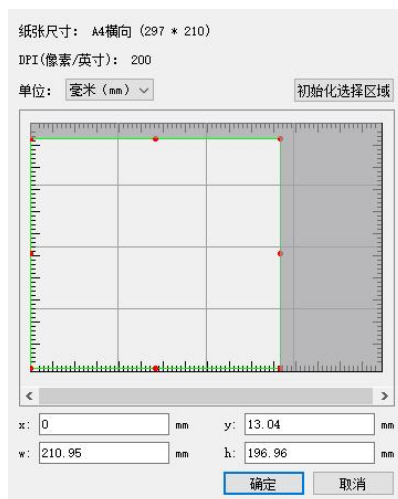 纸张尺寸: A4横向 (297 * 210)
DPI(像素/英寸): 200
单位: 毫米 (mm) 初始化选择区域
x: 0 mm y: 13.04 mm
w: 210.95 mm h: 196.96 mm
确定 取消